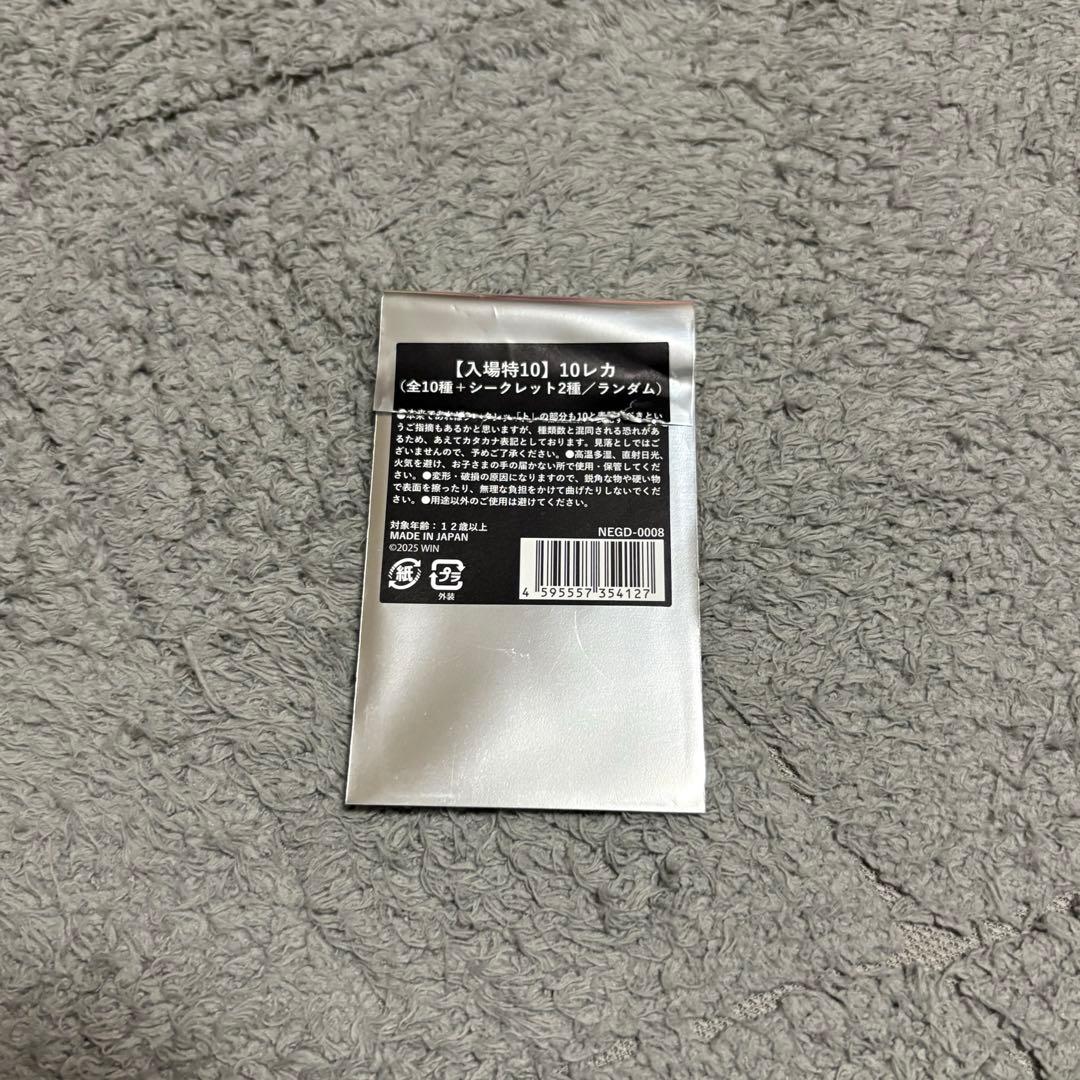 【入場特10】10レカ
(全10種+シークレット2種/ランダム)
の部分も10と
べきとい
うご指摘もあるかと思いますが、種類数と混同される恐れがあ
るため、あえてカタカナ表記としております。見落としではご
ざいませんので、予めご了承ください。●高温多湿、直射日光、
火気を避け、お子さまの手の届かない所で使用・保管してくだ
さい。●変形・破損の原因になりますので、鋭角な物や硬い物
で表面を擦ったり、無理な負担をかけて曲げたりしないでくだ
さい。●用途以外のご使用は避けてください。
対象年齢:12歳以上
MADE IN JAPAN
©2025 WIN
NEGD-0008
紙
プラ
外装
4 595557 354127